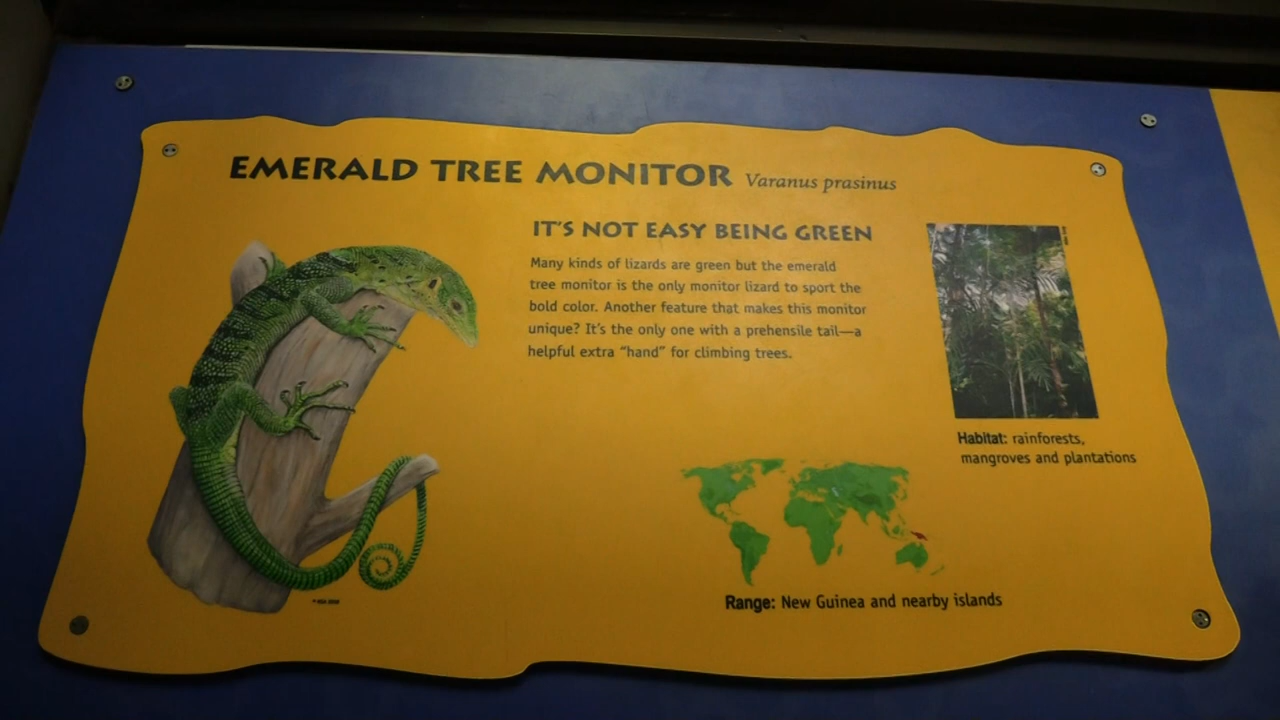 EMERALD TREE MONITOR Varanus prasinus
IT'S NOT EASY BEING GREEN
Many kinds of lizards are green but the emerald
tree monitor is the only monitor lizard to sport the
bold color. Another feature that makes this monitor
unique? It's the only one with a prehensile tail—a
helpful extra "hand" for climbing trees.
Habitat: rainforests,
mangroves and plantations
Range: New Guinea and nearby islands